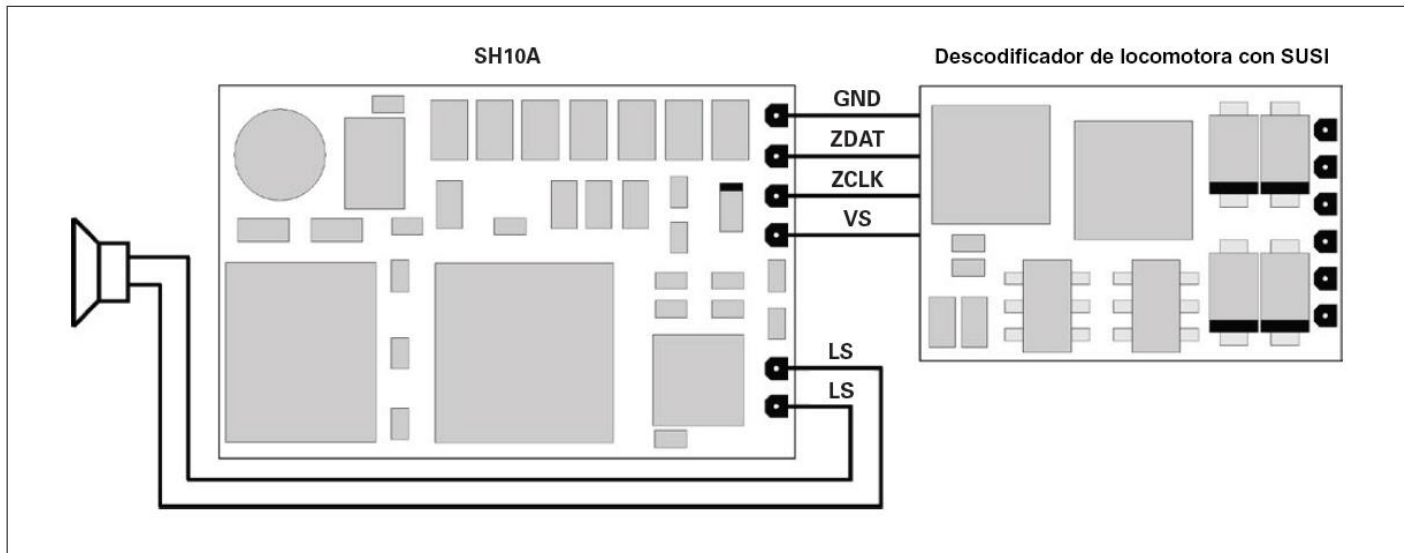 SH10A
Descodificador de locomotora con SUSI
GND
ZDAT
ZCLK
VS
LS
LS